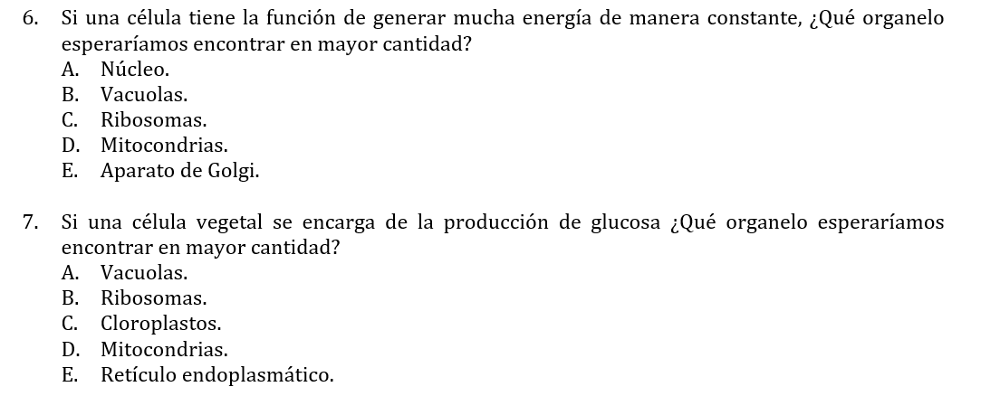 6. Si una célula tiene la función de generar mucha energía de manera constante, ¿Qué organelo
esperaríamos encontrar en mayor cantidad?
A. Núcleo.
B. Vacuolas.
C. Ribosomas.
D. Mitocondrias.
E. Aparato de Golgi.
7. Si una célula vegetal se encarga de la producción de glucosa ¿Qué organelo esperaríamos
encontrar en mayor cantidad?
A. Vacuolas.
B. Ribosomas.
C. Cloroplastos.
D. Mitocondrias.
E. Retículo endoplasmático.